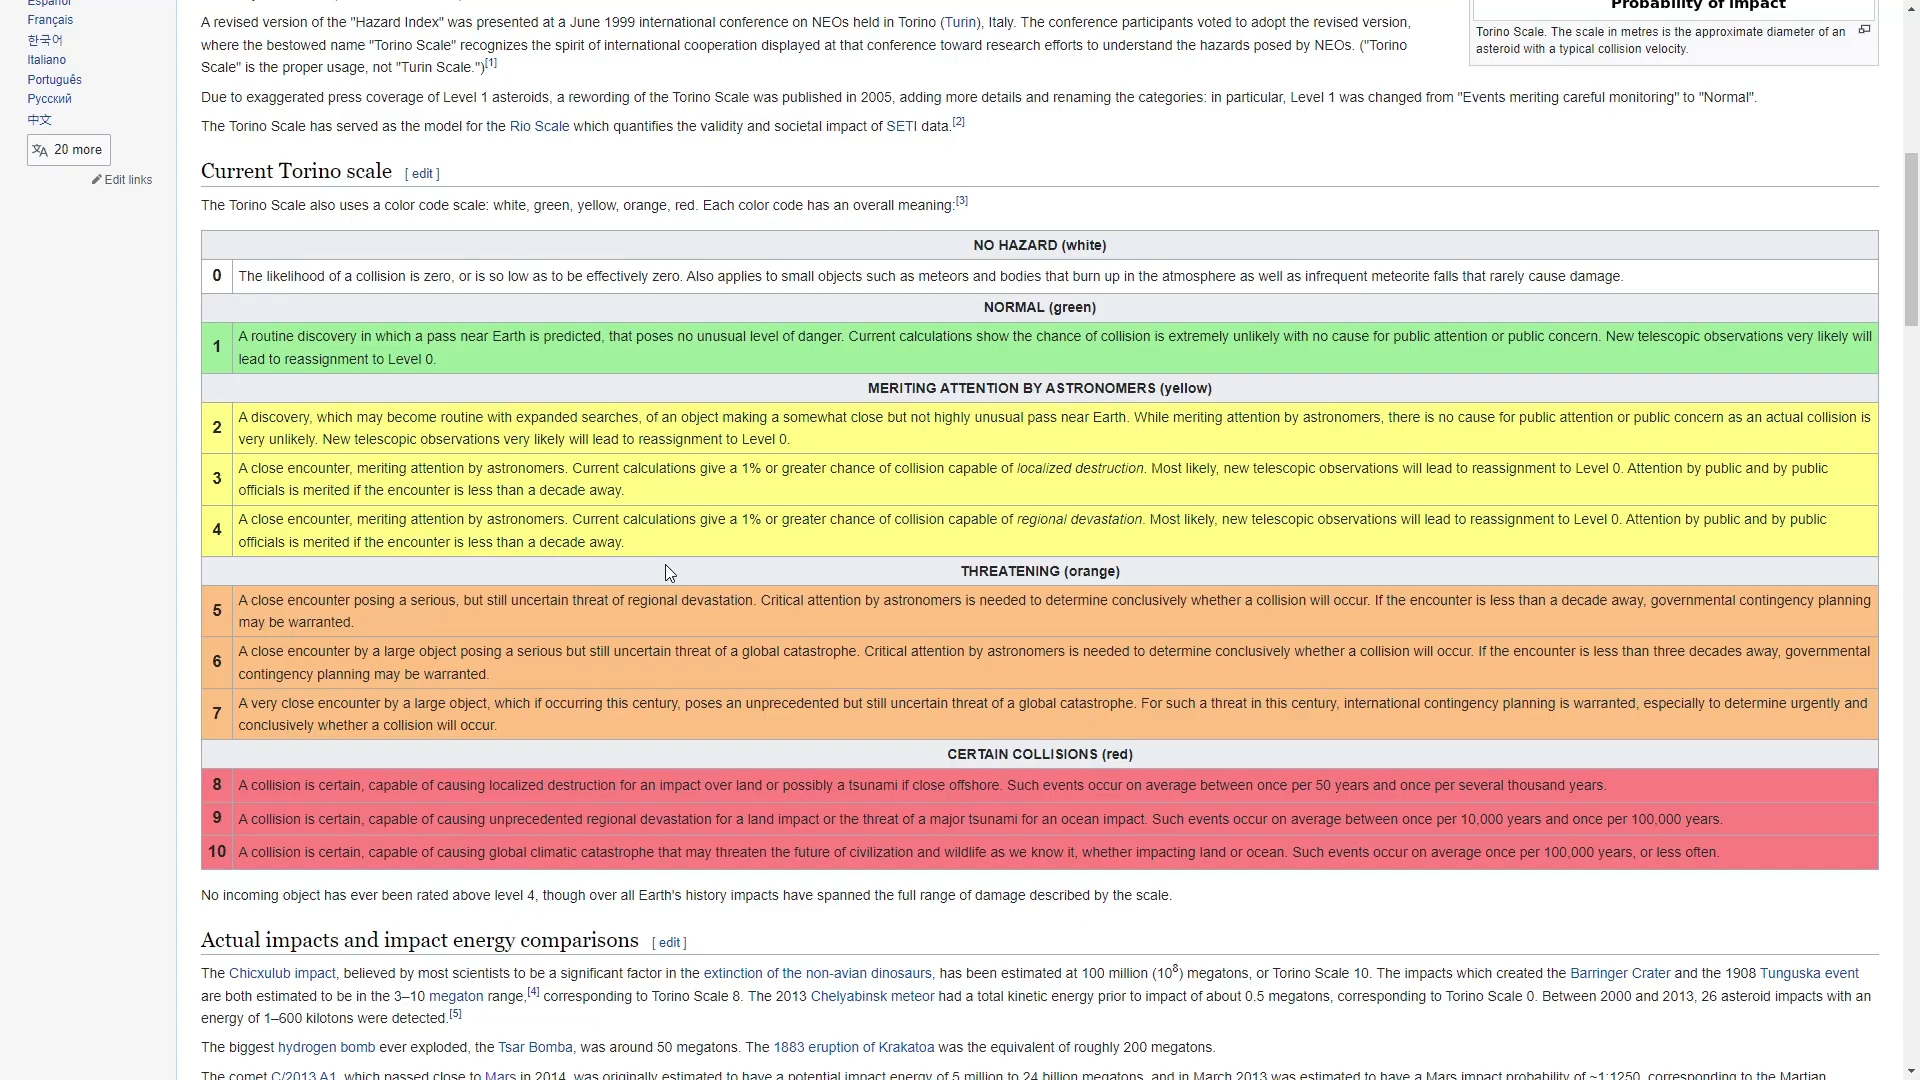 Español
Français
한국어
Italiano
Português
Русский
中文
20 more
Edit links
A revised version of the "Hazard Index" was presented at a June 1999 international conference on NEOs held in Torino (Turin), Italy. The conference participants voted to adopt the revised version,
where the bestowed name "Torino Scale" recognizes the spirit of international cooperation displayed at that conference toward research efforts to understand the hazards posed by NEOs. ("Torino
Scale" is the proper usage, not "Turin Scale.")[1]
Probability of Impact
Torino Scale. The scale in metres is the approximate diameter of an
asteroid with a typical collision velocity.
Due to exaggerated press coverage of Level 1 asteroids, a rewording of the Torino Scale was published in 2005, adding more details and renaming the categories: in particular, Level 1 was changed from "Events meriting careful monitoring" to "Normal".
The Torino Scale has served as the model for the Rio Scale which quantifies the validity and societal impact of SETI data.[2]
Current Torino scale [ edit ]
The Torino Scale also uses a color code scale: white, green, yellow, orange, red. Each color code has an overall meaning:[3]
NO HAZARD (white)
0 The likelihood of a collision is zero, or is so low as to be effectively zero. Also applies to small objects such as meteors and bodies that burn up in the atmosphere as well as infrequent meteorite falls that rarely cause damage.
NORMAL (green)
1 A routine discovery in which a pass near Earth is predicted, that poses no unusual level of danger. Current calculations show the chance of collision is extremely unlikely with no cause for public attention or public concern. New telescopic observations very likely will
lead to reassignment to Level 0.
MERITING ATTENTION BY ASTRONOMERS (yellow)
2 A discovery, which may become routine with expanded searches, of an object making a somewhat close but not highly unusual pass near Earth. While meriting attention by astronomers, there is no cause for public attention or public concern as an actual collision is
very unlikely. New telescopic observations very likely will lead to reassignment to Level 0.
3 A close encounter, meriting attention by astronomers. Current calculations give a 1% or greater chance of collision capable of localized destruction. Most likely, new telescopic observations will lead to reassignment to Level 0. Attention by public and by public
officials is merited if the encounter is less than a decade away.
4 A close encounter, meriting attention by astronomers. Current calculations give a 1% or greater chance of collision capable of regional devastation. Most likely, new telescopic observations will lead to reassignment to Level 0. Attention by public and by public
officials is merited if the encounter is less than a decade away.
THREATENING (orange)
5 A close encounter posing a serious, but still uncertain threat of regional devastation. Critical attention by astronomers is needed to determine conclusively whether a collision will occur. If the encounter is less than a decade away, governmental contingency planning
may be warranted.
6 A close encounter by a large object posing a serious but still uncertain threat of a global catastrophe. Critical attention by astronomers is needed to determine conclusively whether a collision will occur. If the encounter is less than three decades away, governmental
contingency planning may be warranted.
7 A very close encounter by a large object, which if occurring this century, poses an unprecedented but still uncertain threat of a global catastrophe. For such a threat in this century, international contingency planning is warranted, especially to determine urgently and
conclusively whether a collision will occur.
CERTAIN COLLISIONS (red)
8 A collision is certain, capable of causing localized destruction for an impact over land or possibly a tsunami if close offshore. Such events occur on average between once per 50 years and once per several thousand years.
9 A collision is certain, capable of causing unprecedented regional devastation for a land impact or the threat of a major tsunami for an ocean impact. Such events occur on average between once per 10,000 years and once per 100,000 years.
10 A collision is certain, capable of causing global climatic catastrophe that may threaten the future of civilization and wildlife as we know it, whether impacting land or ocean. Such events occur on average once per 100,000 years, or less often.
No incoming object has ever been rated above level 4, though over all Earth's history impacts have spanned the full range of damage described by the scale.
Actual impacts and impact energy comparisons [ edit ]
The Chicxulub impact, believed by most scientists to be a significant factor in the extinction of the non-avian dinosaurs, has been estimated at 100 million (10⁸) megatons, or Torino Scale 10. The impacts which created the Barringer Crater and the 1908 Tunguska event
are both estimated to be in the 3–10 megaton range,[4] corresponding to Torino Scale 8. The 2013 Chelyabinsk meteor had a total kinetic energy prior to impact of about 0.5 megatons, corresponding to Torino Scale 0. Between 2000 and 2013, 26 asteroid impacts with an
energy of 1–600 kilotons were detected.[5]
The biggest hydrogen bomb ever exploded, the Tsar Bomba, was around 50 megatons. The 1883 eruption of Krakatoa was the equivalent of roughly 200 megatons.
The comet C/2013 A1, which passed close to Mars in 2014, was originally estimated to have a potential impact energy of 5 million to 24 billion megatons, and in March 2013 was estimated to have a Mars impact probability of ~1:1250, corresponding to the Martian